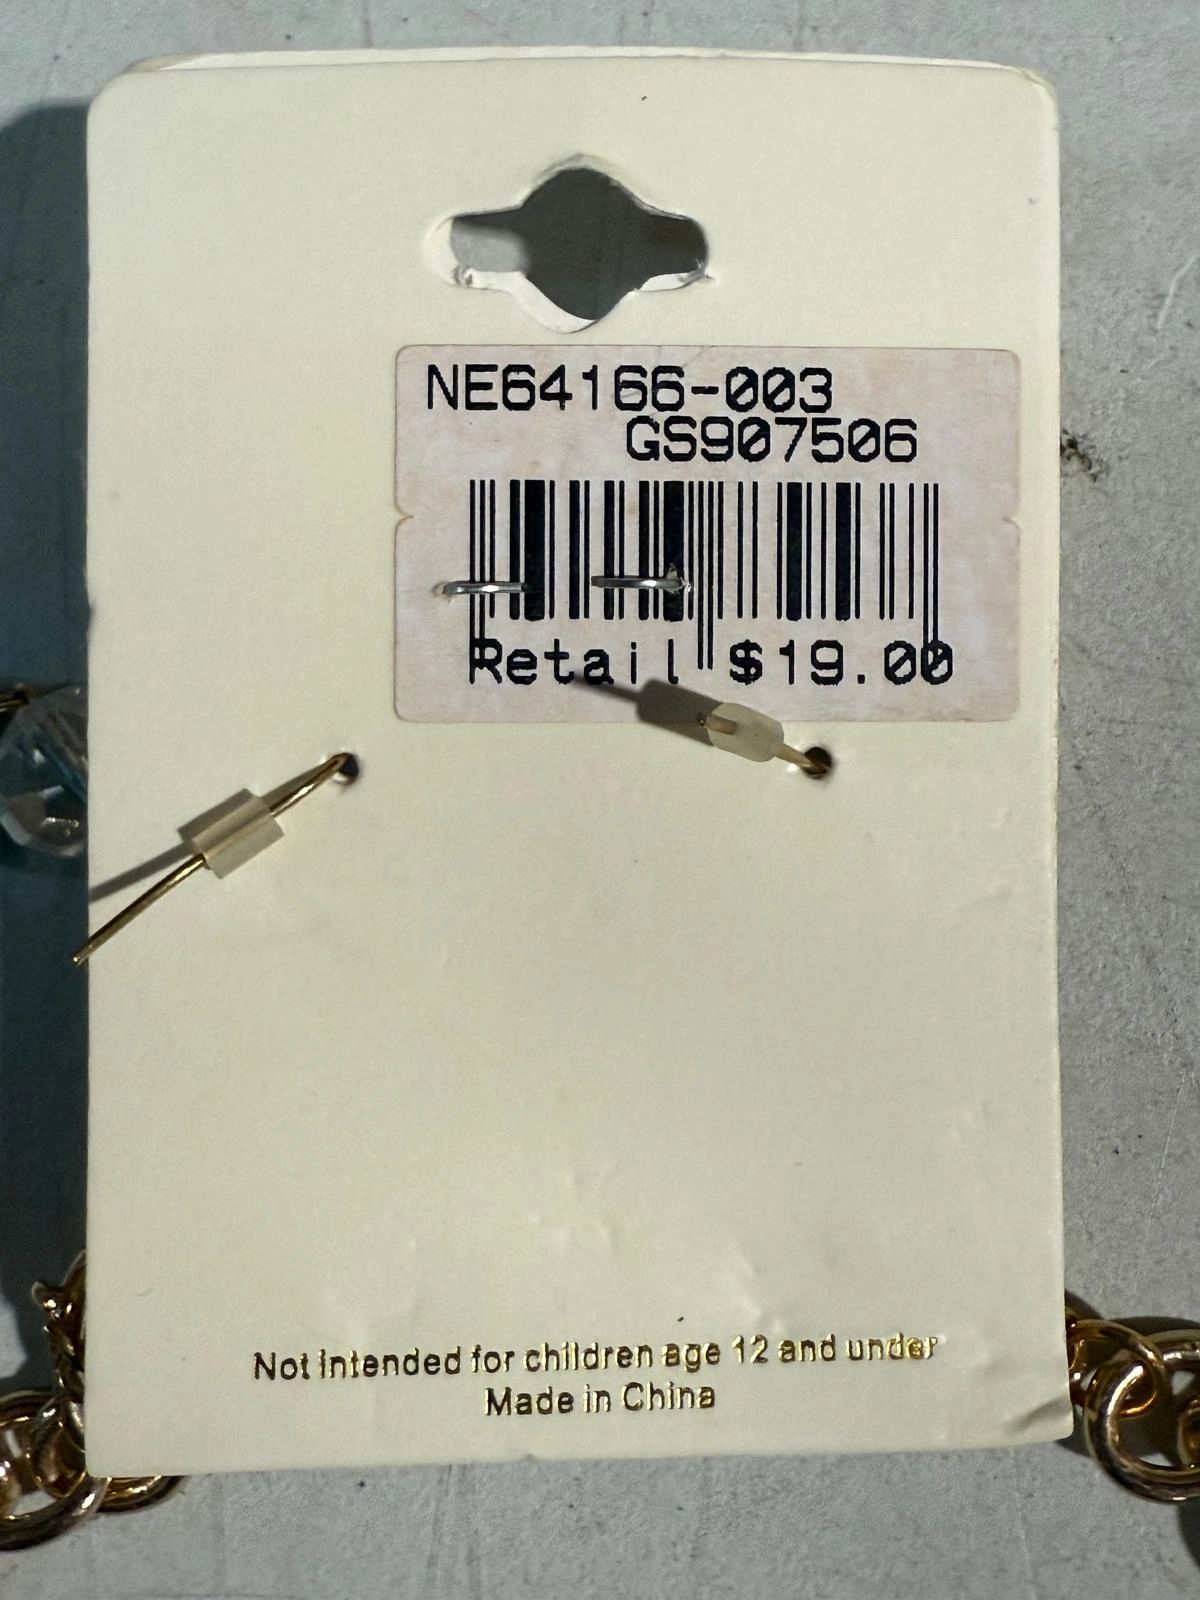 NE64166-003
GS907506
Retail $19.00
Not intended for children age 12 and under
Made in China